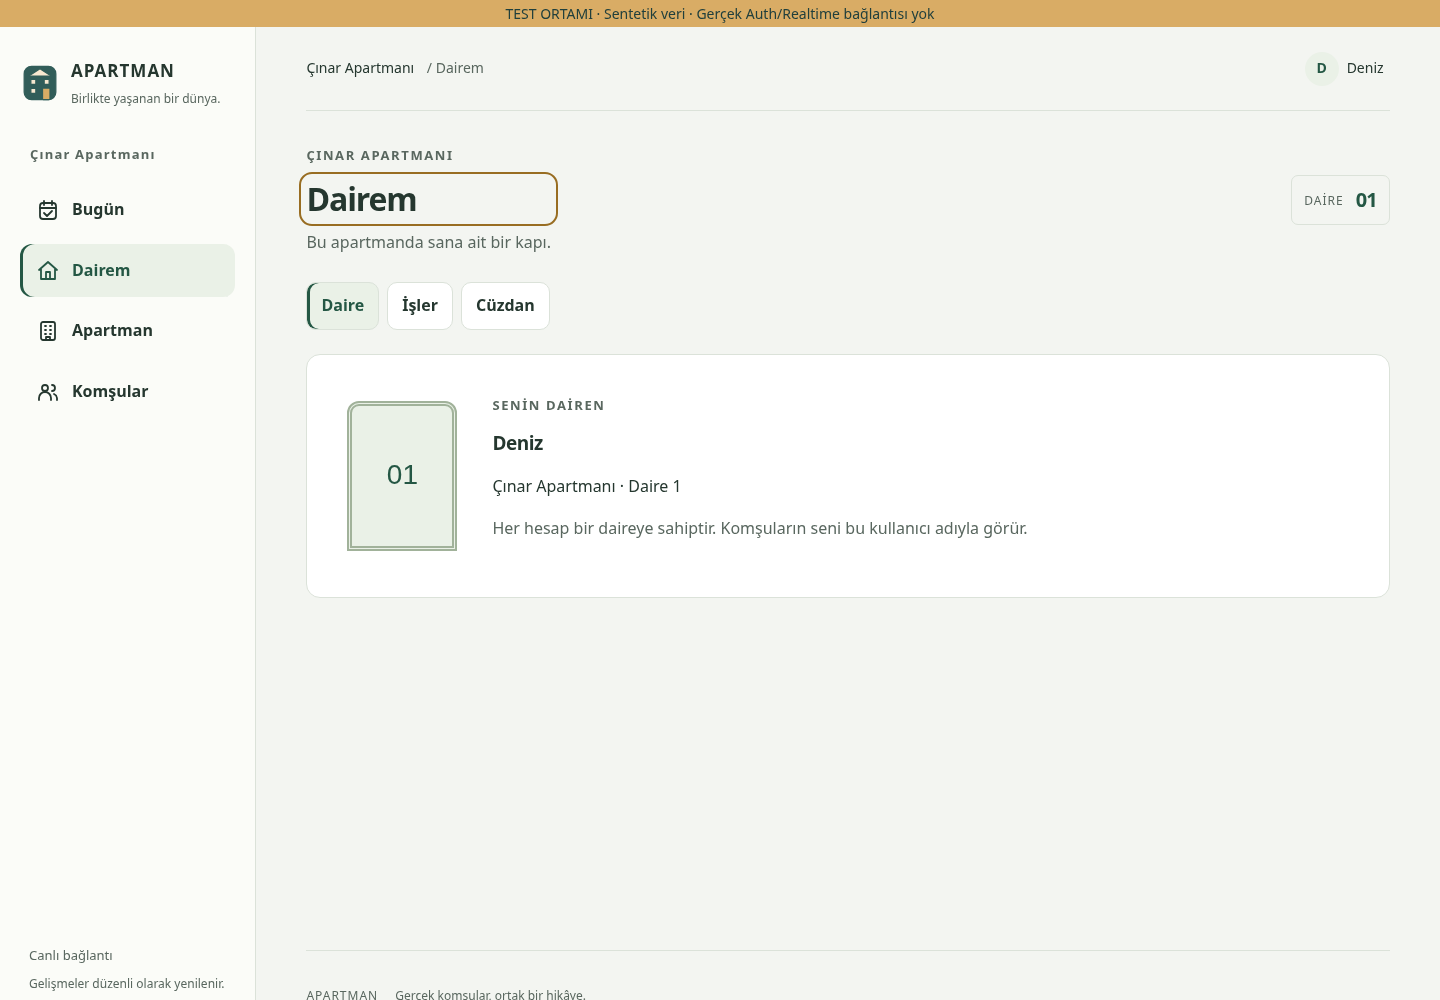 TEST ORTAMI · Sentetik veri · Gerçek Auth/Realtime bağlantısı yok
APARTMAN
Birlikte yaşanan bir dünya.
Çınar Apartmanı
Bugün
Dairem
Apartman
Komşular
Canlı bağlantı
Gelişmeler düzenli olarak yenilenir.
Çınar Apartmanı / Dairem
D Deniz
ÇINAR APARTMANI
Dairem
DAİRE 01
Bu apartmanda sana ait bir kapı.
Daire İşler Cüzdan
01
SENİN DAİREN
Deniz
Çınar Apartmanı · Daire 1
Her hesap bir daireye sahiptir. Komşuların seni bu kullanıcı adıyla görür.
APARTMAN Gerçek komşular, ortak bir hikâye.